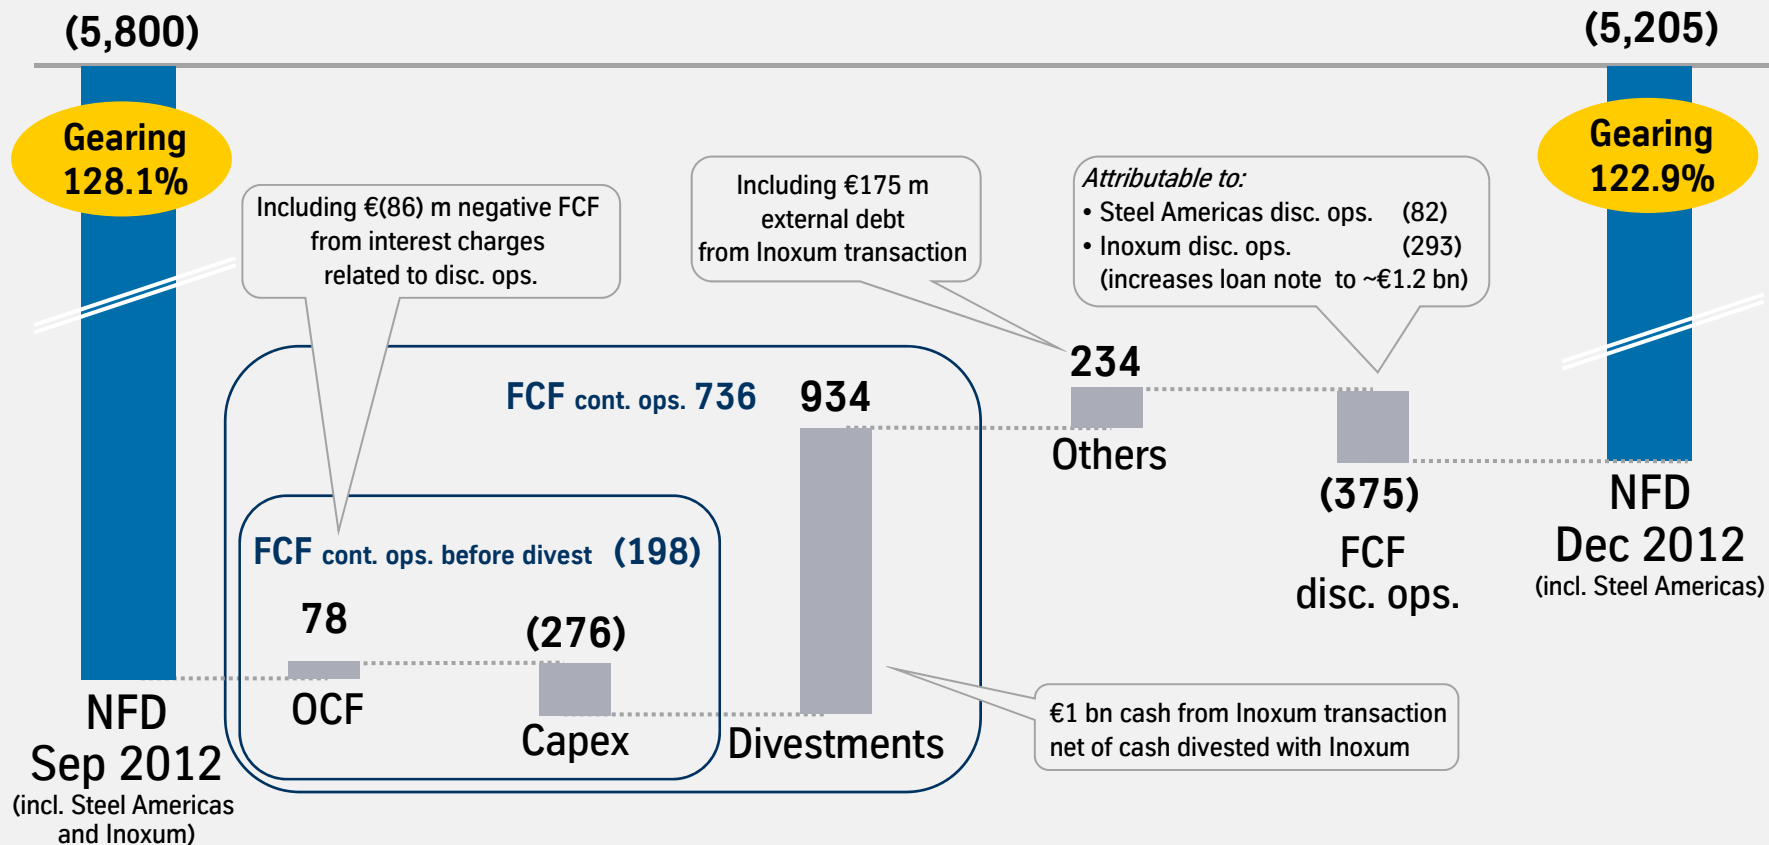 (5,800)
Gearing
128.1%
NFD
Sep 2012
(incl. Steel Americas
and Inoxum)
Including €(86) m negative FCF
from interest charges
related to disc. ops.
FCF cont. ops. before divest (198)
78
OCF
(276)
Capex
FCF cont. ops. 736
934
Divestments
€1 bn cash from Inoxum transaction
net of cash divested with Inoxum
Including €175 m
external debt
from Inoxum transaction
234
Others
Attributable to:
• Steel Americas disc. ops. (82)
• Inoxum disc. ops. (293)
(increases loan note to ~€1.2 bn)
(375)
FCF
disc. ops.
(5,205)
Gearing
122.9%
NFD
Dec 2012
(incl. Steel Americas)